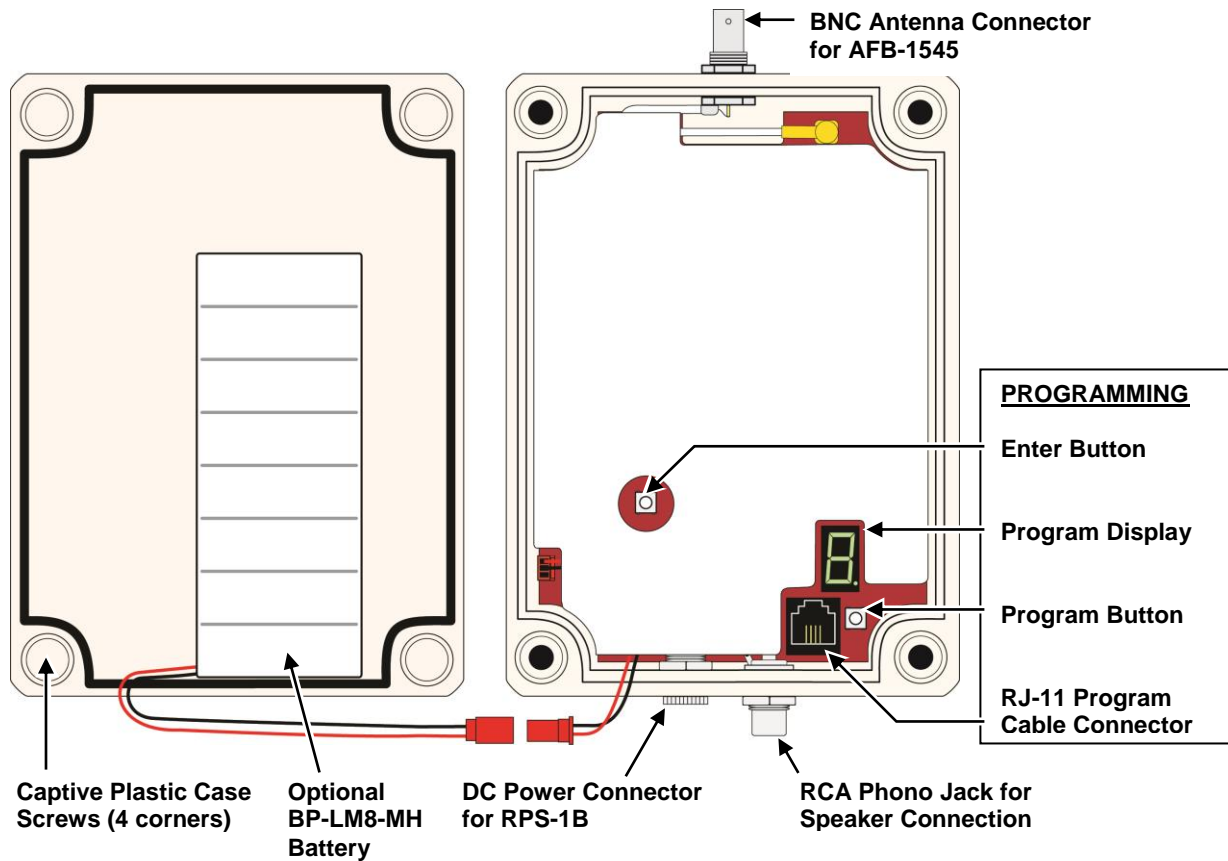 BNC Antenna Connector
for AFB-1545
PROGRAMMING
Enter Button
Program Display
Program Button
RJ-11 Program
Cable Connector
Captive Plastic Case
Screws (4 corners)
Optional
BP-LM8-MH
Battery
DC Power Connector
for RPS-1B
RCA Phono Jack for
Speaker Connection